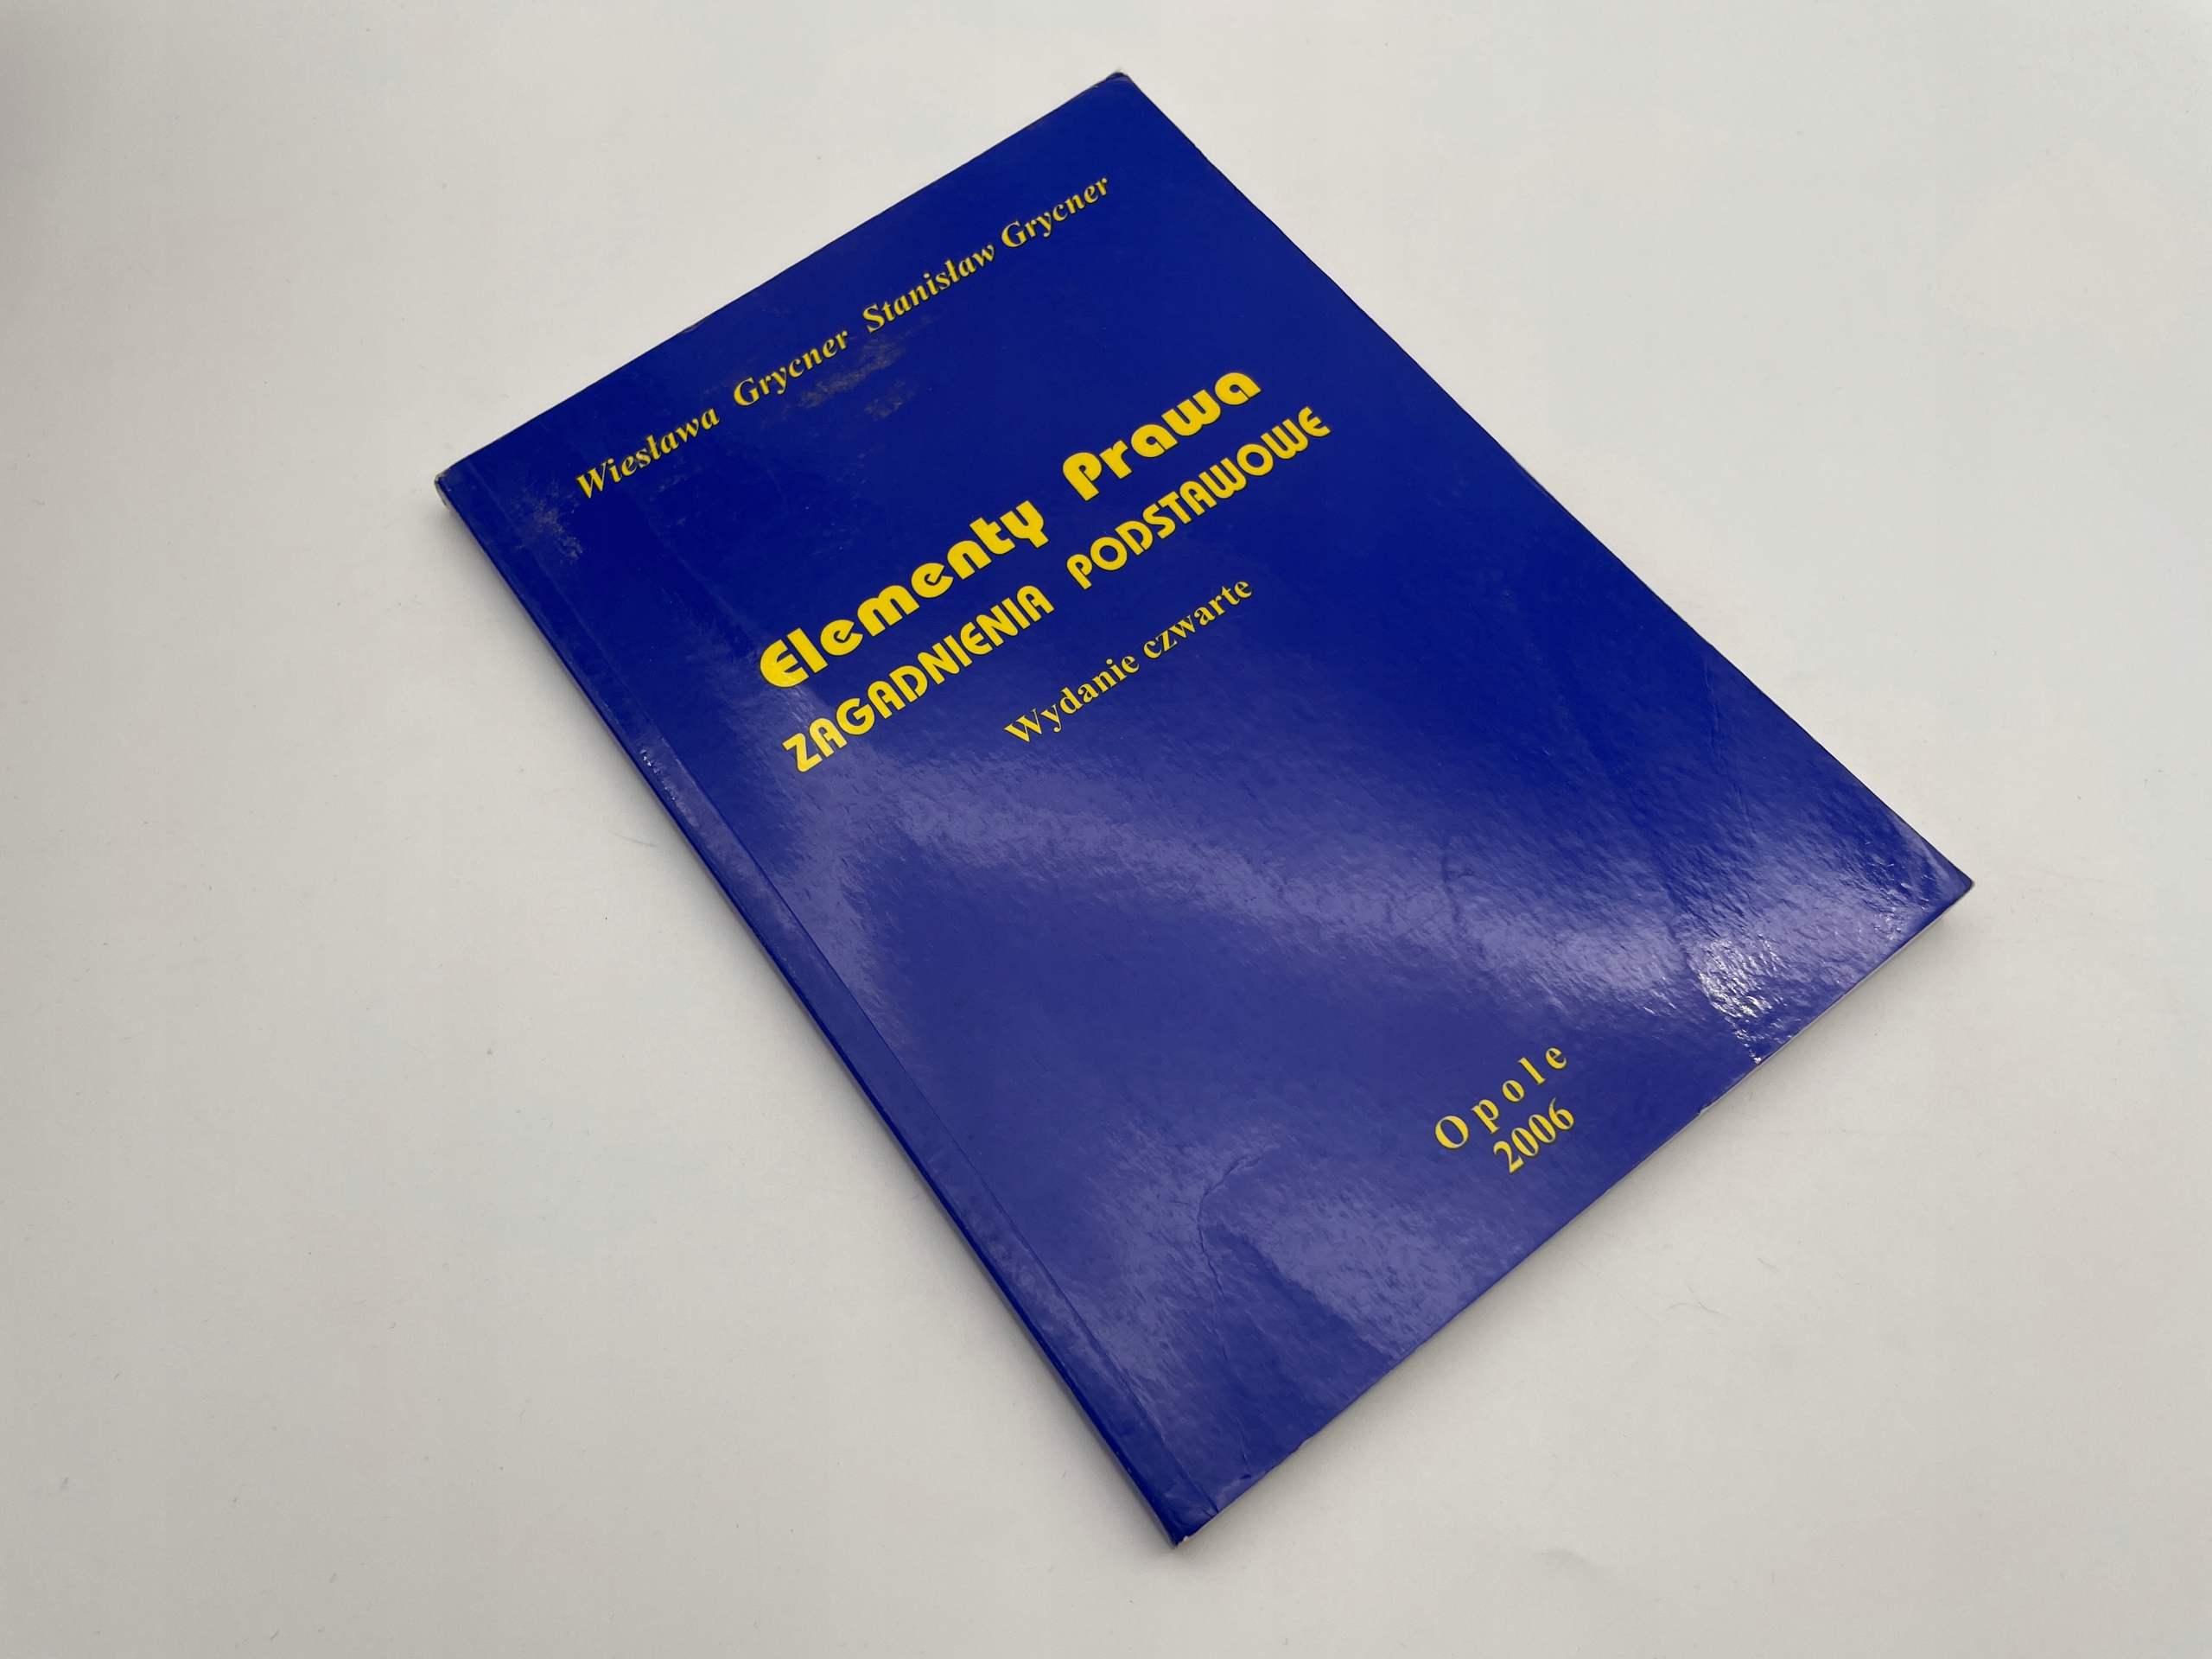 Wiesława Grycner Stanisław Grycner
Elementy Prawa
ZAGADNIENIA PODSTAWOWE
Wydanie czwarte
Opole
2006